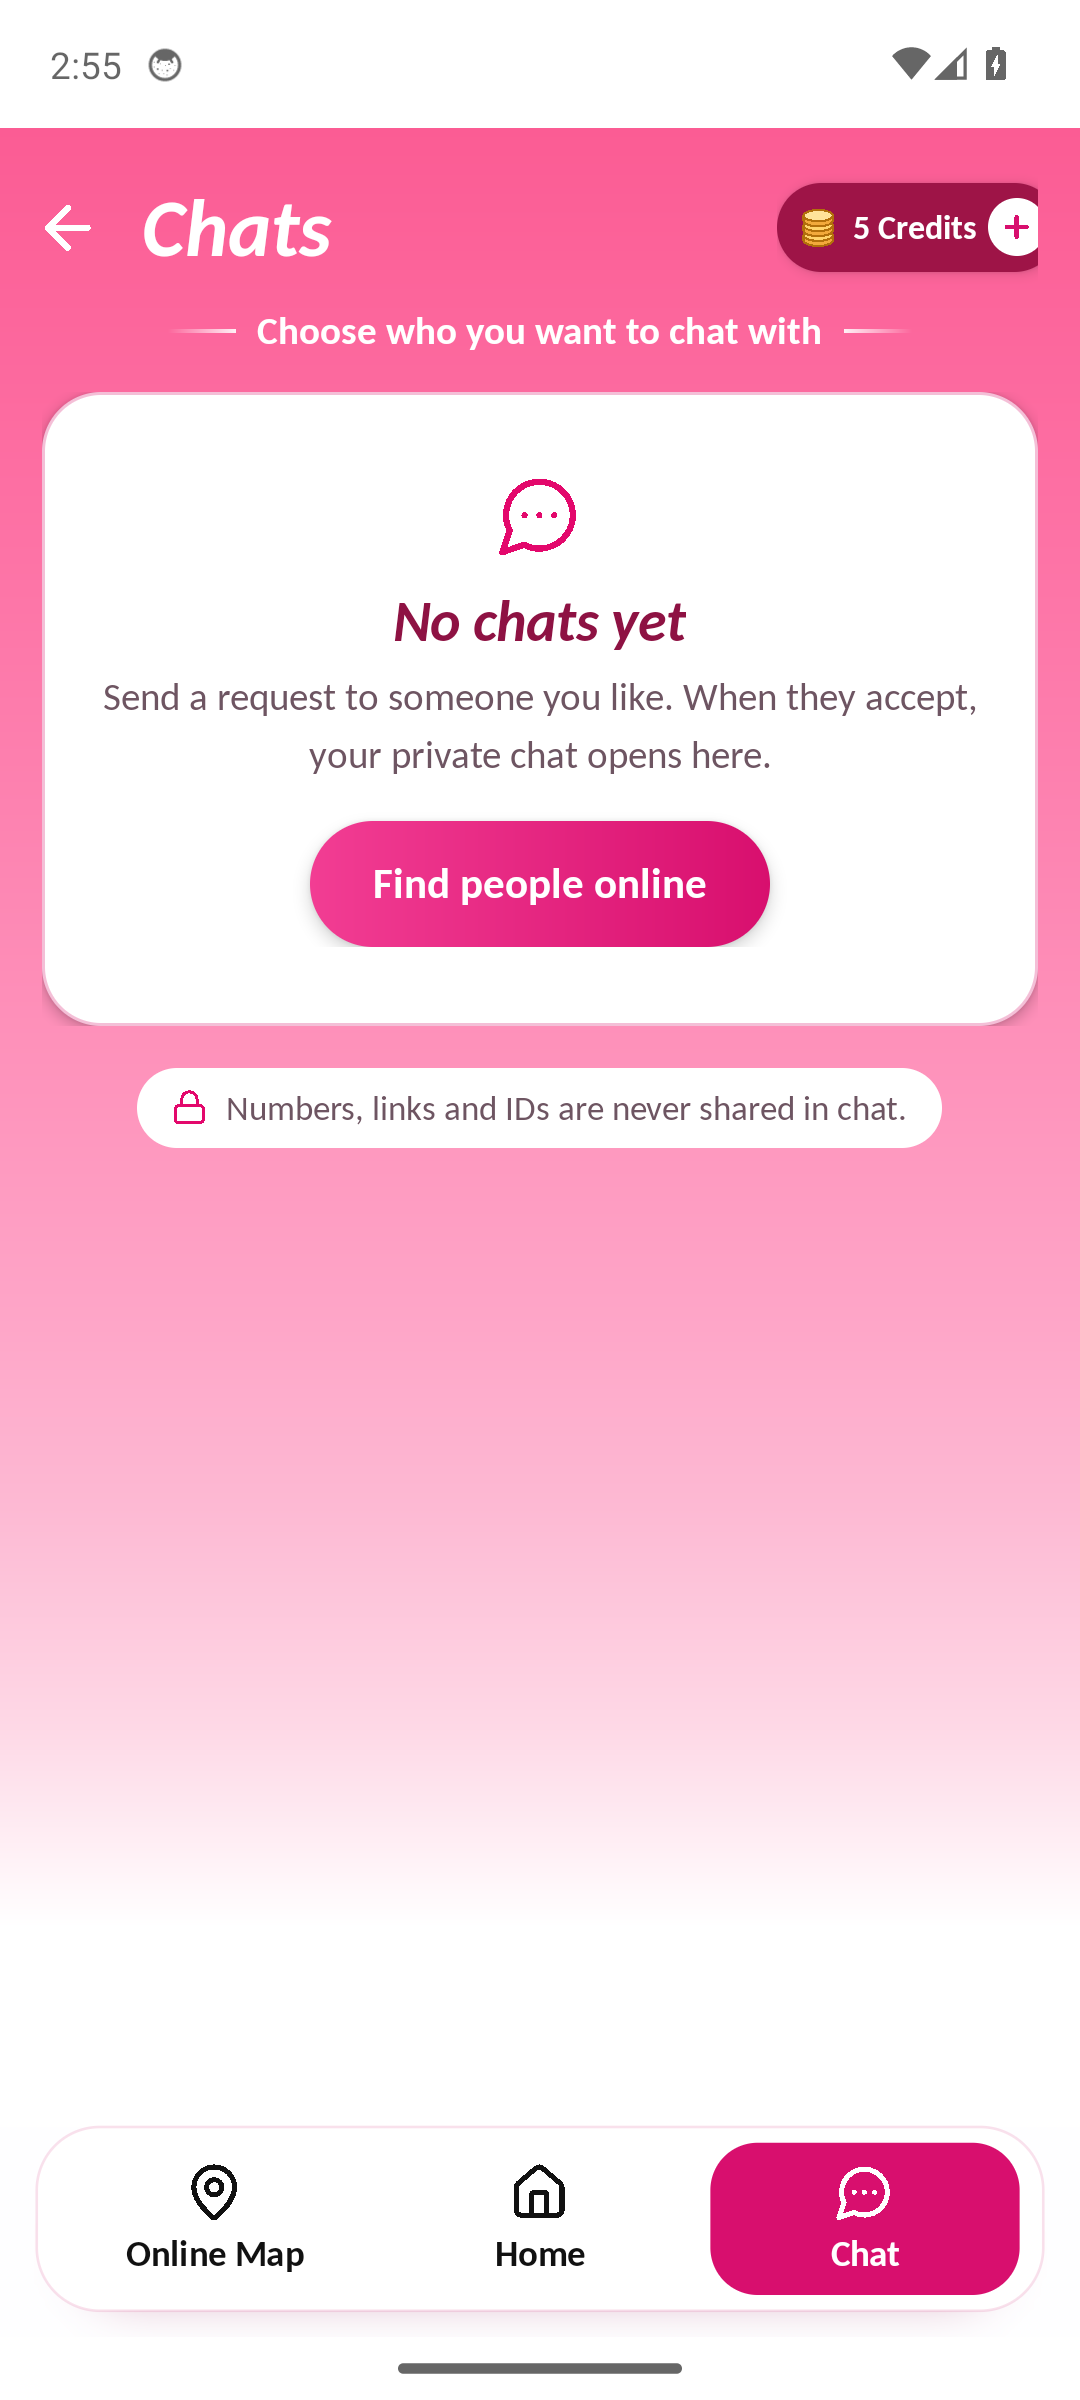 2:55
Chats
5 Credits
Choose who you want to chat with
No chats yet
Send a request to someone you like. When they accept,
your private chat opens here.
Find people online
Numbers, links and IDs are never shared in chat.
Online Map
Home
Chat